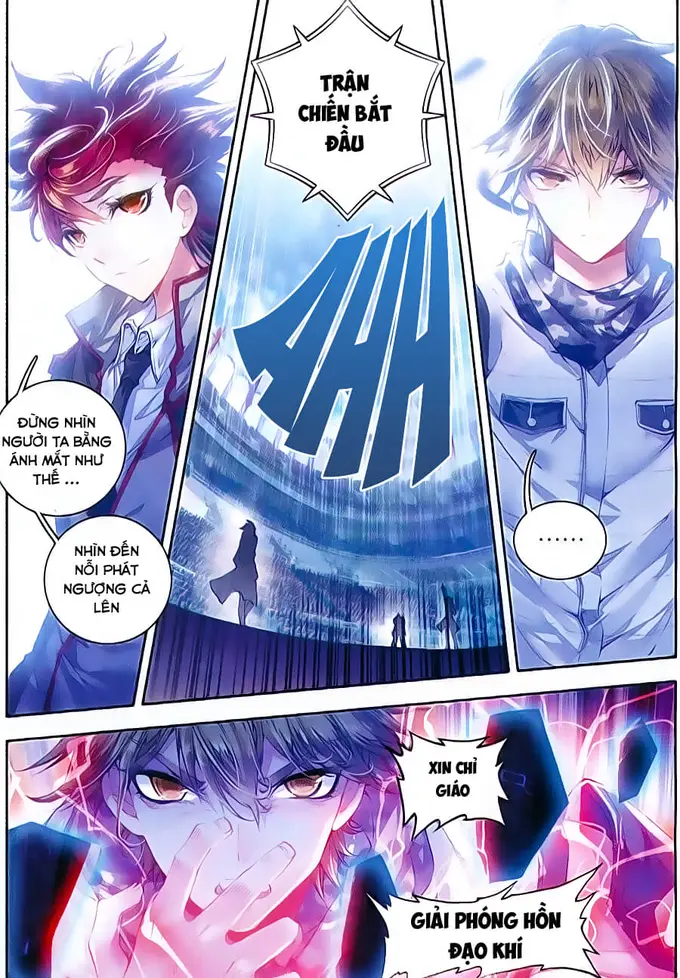 TRẬN
CHIẾN BẮT
ĐẦU
AHH
ĐỪNG NHÌN
NGƯỜI TA BẰNG
ÁNH MẮT NHƯ
THẾ ...
NHÌN ĐẾN
NỖI PHÁT
NGƯỢNG CẢ
LÊN
......
XIN CHỈ
GIÁO
GIẢI PHÓNG HỒN
ĐẠO KHÍ